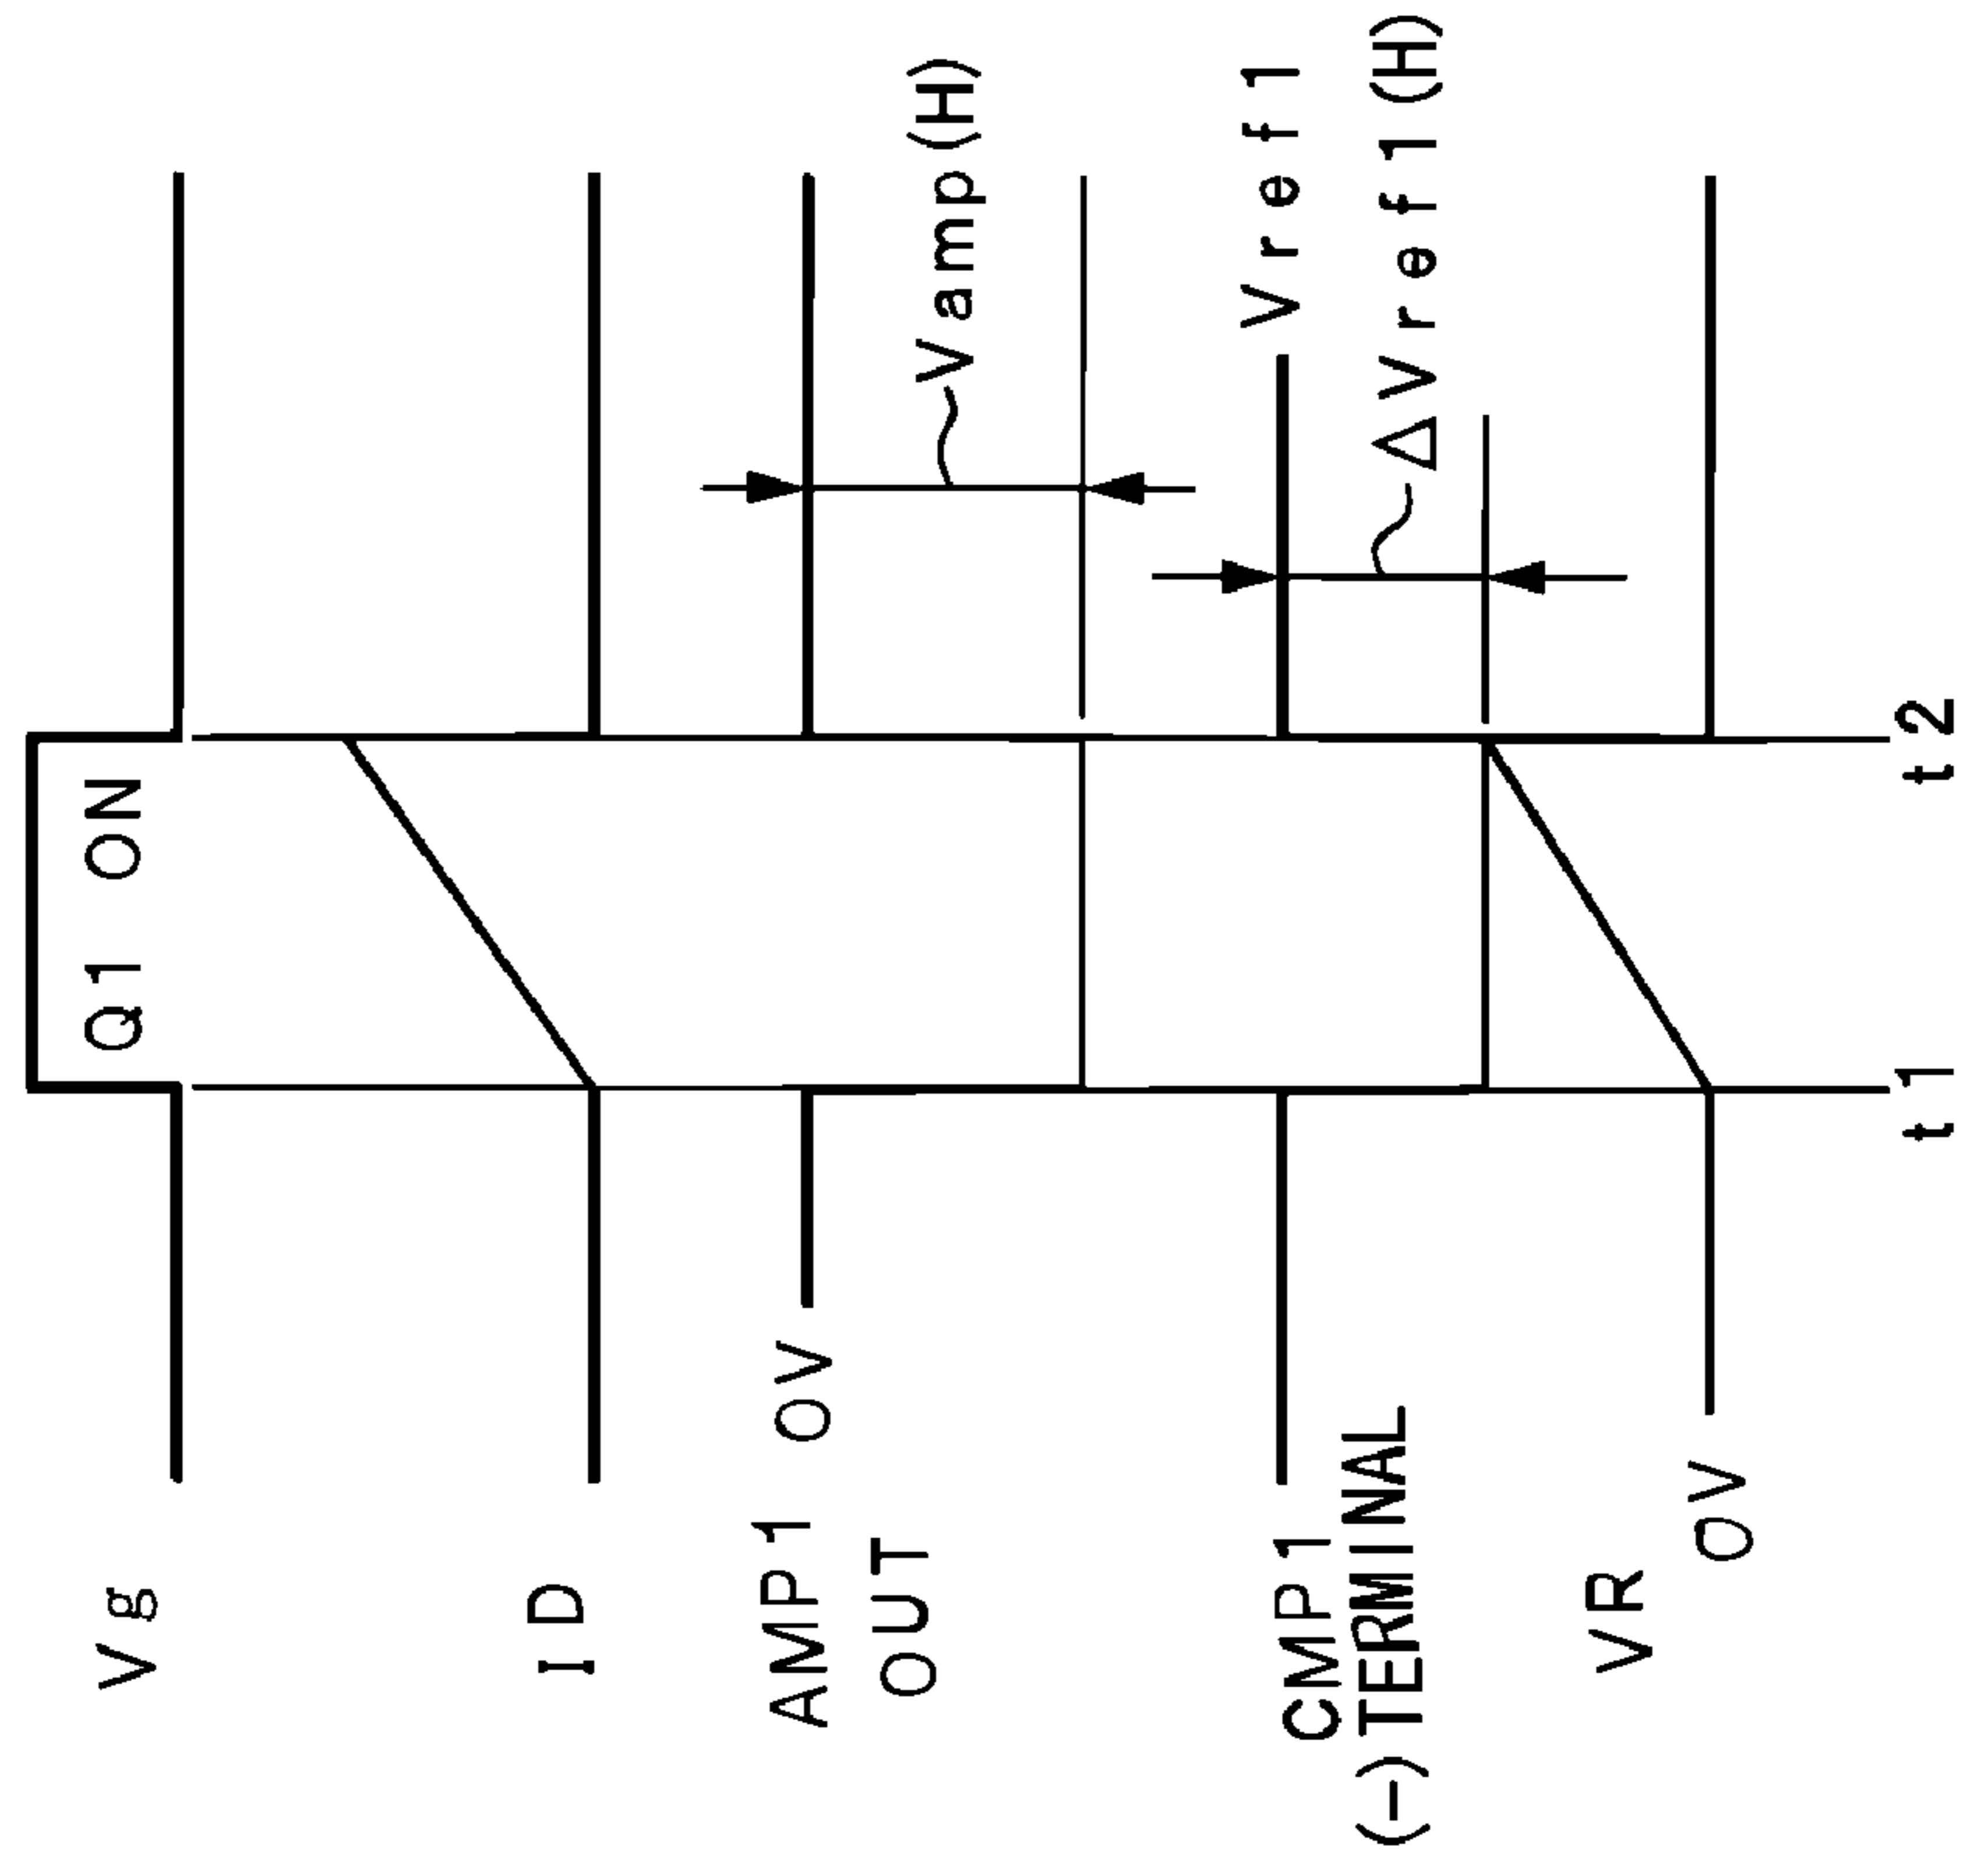 Vg
Q1 ON
ID
AMP1 0V
OUT
Vamp(H)
CMP1
(-)TERMINAL
Vref1
ΔVref1(H)
VR
0V
t1
t2